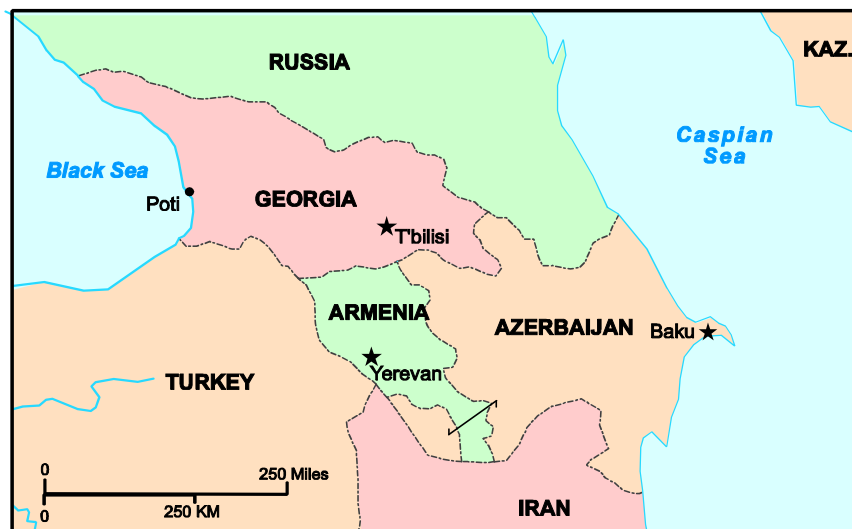 RUSSIA
KAZ.
Caspian
Sea
Black Sea
Poti
GEORGIA
T'bilisi
ARMENIA
AZERBAIJAN
Baku
Yerevan
TURKEY
0
250 Miles
0
250 KM
IRAN